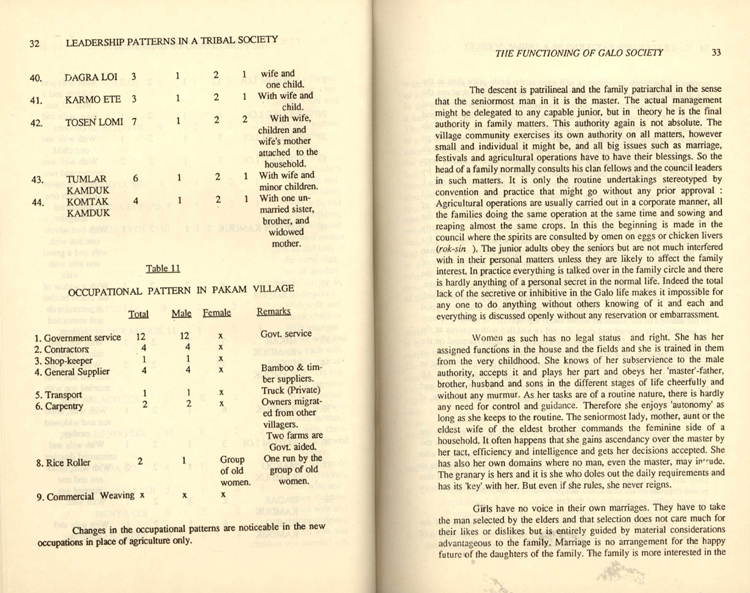 32 LEADERSHIP PATTERNS IN A TRIBAL SOCIETY
40. DAGRA LOI 3 1 2 1 wife and
one child.
41. KARMO ETE 3 1 2 1 With wife and
child.
42. TOSEN LOMI 7 1 2 2 With wife,
children and
wife's mother
attached to the
household.
43. TUMLAR 6 1 2 1 With wife and
KAMDUK minor children.
44. KOMTAK 4 1 2 1 With one un-
KAMDUK married sister,
brother, and
widowed
mother.
Table 11
OCCUPATIONAL PATTERN IN PAKAM VILLAGE
Total Male Female Remarks
1. Government service 12 12 x Govt. service
2. Contractors 4 4 x
3. Shop-keeper 1 1 x
4. General Supplier 4 4 x Bamboo & tim-
ber suppliers.
5. Transport 1 1 x Truck (Private)
6. Carpentry 2 2 x Owners migrat-
ed from other
villagers.
Two farms are
Govt. aided.
8. Rice Roller 2 1 Group One run by the
of old group of old
women. women.
9. Commercial Weaving x x x
Changes in the occupational patterns are noticeable in the new
occupations in place of agriculture only.
THE FUNCTIONING OF GALO SOCIETY 33
The descent is patrilineal and the family patriarchal in the sense
that the seniormost man in it is the master. The actual management
might be delegated to any capable junior, but in theory he is the final
authority in family matters. This authority again is not absolute. The
village community exercises its own authority on all matters, however
small and individual it might be, and all big issues such as marriage,
festivals and agricultural operations have to have their blessings. So the
head of a family normally consults his clan fellows and the council leaders
in such matters. It is only the routine undertakings stereotyped by
convention and practice that might go without any prior approval :
Agricultural operations are usually carried out in a corporate manner, all
the families doing the same operation at the same time and sowing and
reaping almost the same crops. In this the beginning is made in the
council where the spirits are consulted by omen on eggs or chicken livers
(rok-sin ). The junior adults obey the seniors but are not much interfered
with in their personal matters unless they are likely to affect the family
interest. In practice everything is talked over in the family circle and there
is hardly anything of a personal secret in the normal life. Indeed the total
lack of the secretive or inhibitive in the Galo life makes it impossible for
any one to do anything without others knowing of it and each and
everything is discussed openly without any reservation or embarrassment.
Women as such has no legal status and right. She has her
assigned functions in the house and the fields and she is trained in them
from the very childhood. She knows of her subservience to the male
authority, accepts it and plays her part and obeys her 'master'-father,
brother, husband and sons in the different stages of life cheerfully and
without any murmur. As her tasks are of a routine nature, there is hardly
any need for control and guidance. Therefore she enjoys 'autonomy' as
long as she keeps to the routine. The seniormost lady, mother, aunt or the
eldest wife of the eldest brother commands the feminine side of a
household. It often happens that she gains ascendancy over the master by
her tact, efficiency and intelligence and gets her decisions accepted. She
has also her own domains where no man, even the master, may intrude.
The granary is hers and it is she who doles out the daily requirements and
has its 'key' with her. But even if she rules, she never reigns.
Girls have no voice in their own marriages. They have to take
the man selected by the elders and that selection does not care much for
their likes or dislikes but is entirely guided by material considerations
advantageous to the family. Marriage is no arrangement for the happy
future of the daughters of the family. The family is more interested in the